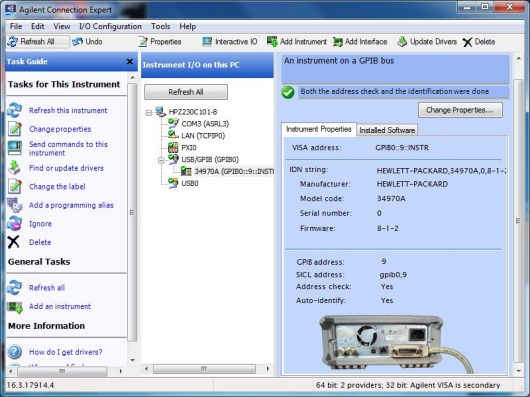 Agilent Connection Expert
File Edit View I/O Configuration Tools Help
Refresh All Undo Properties Interactive IO Add Instrument Add Interface Update Drivers Delete
Task Guide
Tasks for This Instrument
Refresh this instrument
Change properties
Send commands to this
instrument
Find or update drivers
Change the label
Add a programming alias
Ignore
Delete
General Tasks
Refresh all
Add an instrument
More Information
How do I get drivers?
Instrument I/O on this PC
Refresh All
HPZ230C101-8
COM3 (ASRL3)
LAN (TCPIP0)
PXI0
USB/GPIB (GPIB0)
34970A (GPIB0::9::INSTI
USB0
An instrument on a GPIB bus
Both the address check and the identification were done
Change Properties...
Instrument Properties Installed Software
VISA address: GPIB0::9::INSTR
IDN string: HEWLETT-PACKARD,34970A,0,8-1-2
Manufacturer: HEWLETT-PACKARD
Model code: 34970A
Serial number: 0
Firmware: 8-1-2
GPIB address: 9
SICL address: gpib0,9
Address check: Yes
Auto-identify: Yes
16.3.17914.4
64 bit: 2 providers; 32 bit: Agilent VISA is secondary